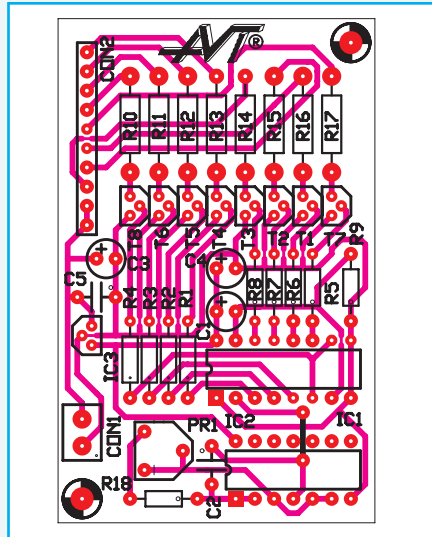 AVT®
CON2
R10 R11 R12 R13 R14 R15 R16 R17
T8 T6 T5 T4 T3 T2 T1 T7
R9
C3
C4
C5
R4 R3 R2 R1
C1
R8 R7 R6 R5
IC3
IC2
IC1
CON1
PR1
R18
C2
+
+
+